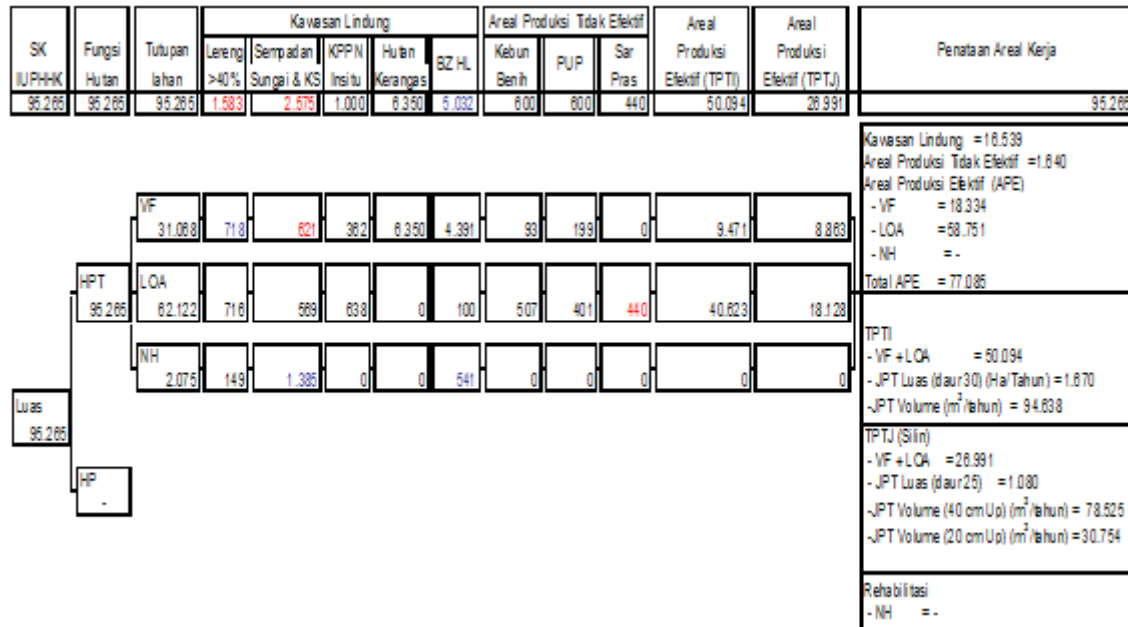 SK IUPHHK
Fungsi Hutan
Tutupan lahan
Kawasan Lindung
Lereng >40%
Sempadan Sungai & KS
KPPN Insitu
Hutan Kerangas
BZ HL
Areal Produksi Tidak Efektif
Kebun Benih
PUP
Sar Pras
Areal Produksi Efektif (TPTI)
Areal Produksi Efektif (TPTJ)
Penataan Areal Kerja
95.265 95.265 95.265 1.583 2.575 1.000 6.350 5.032 600 600 440 50.094 26.991 95.265
Kawasan Lindung =16.539
Areal Produksi Tidak Efektif =1.640
Areal Produksi Efektif (APE)
- VF =18.334
- LOA =58.751
- NH =-
Total APE =77.085
VF
31.068 718 621 362 6.350 4.391 93 199 0 9.471 8.863
HPT
95.265
LOA
62.122 716 569 638 0 100 507 401 440 40.623 18.128
NH
2.075 149 1.385 0 0 541 0 0 0 0 0
Luas
95.265
HP
-
TPTI
- VF + LOA =50.094
- JPT Luas (daur 30) (Ha/Tahun) =1.670
-JPT Volume (m³/tahun) = 94.638
TPTJ (Silin)
- VF + LOA =26.991
- JPT Luas (daur 25) =1.080
-JPT Volume (40 cm Up) (m³/tahun) = 78.525
-JPT Volume (20 cm Up) (m³/tahun) =30.754
Rehabilitasi
- NH =-